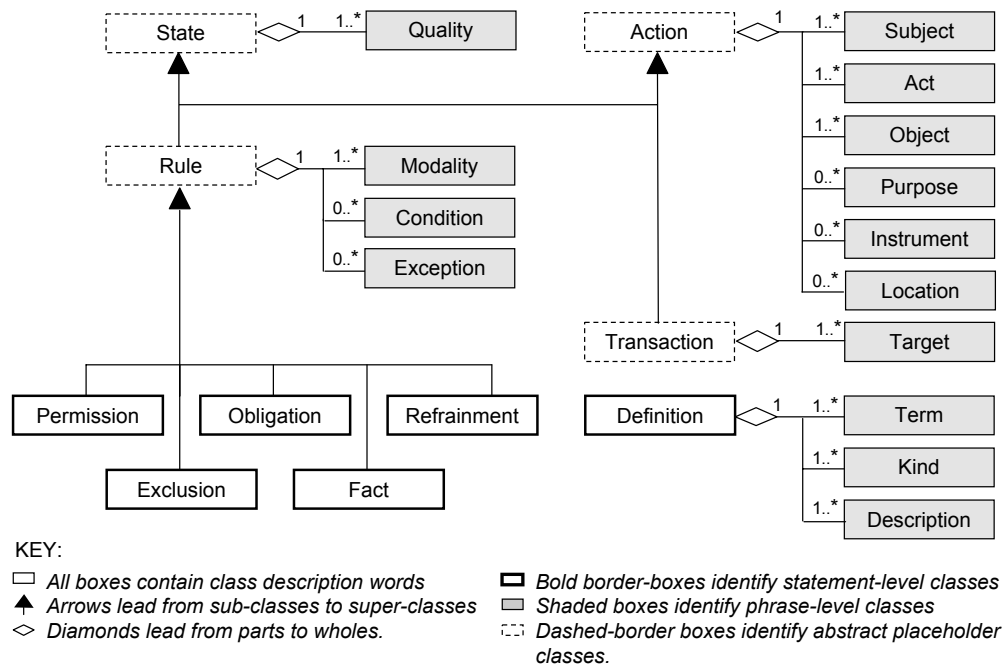 State 1 1..* Quality
Action 1 1..* Subject
1..* Act
1..* Object
0..* Purpose
0..* Instrument
0..* Location
Rule 1 1..* Modality
0..* Condition
0..* Exception
Transaction 1 1..* Target
Permission Obligation Refrainment
Exclusion Fact
Definition 1 1..* Term
1..* Kind
1..* Description
KEY:
All boxes contain class description words
Arrows lead from sub-classes to super-classes
Diamonds lead from parts to wholes.
Bold border-boxes identify statement-level classes
Shaded boxes identify phrase-level classes
Dashed-border boxes identify abstract placeholder
classes.